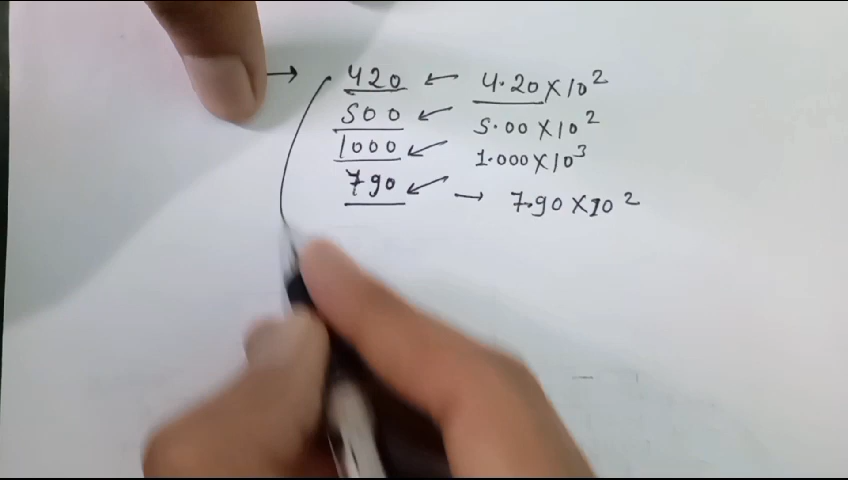 → 420 ← 4.20×10²
500 ← 5.00×10²
1000 ← 1.000×10³
790 ← → 7.90×10²